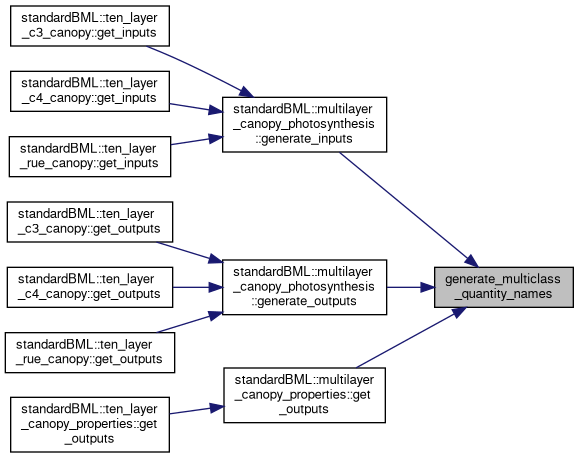 standardBML::ten_layer
_c3_canopy::get_inputs
standardBML::ten_layer
_c4_canopy::get_inputs
standardBML::ten_layer
_rue_canopy::get_inputs
standardBML::multilayer
_canopy_photosynthesis
::generate_inputs
standardBML::ten_layer
_c3_canopy::get_outputs
standardBML::ten_layer
_c4_canopy::get_outputs
standardBML::ten_layer
_rue_canopy::get_outputs
standardBML::multilayer
_canopy_photosynthesis
::generate_outputs
generate_multiclass
_quantity_names
standardBML::multilayer
_canopy_properties::get
_outputs
standardBML::ten_layer
_canopy_properties::get
_outputs